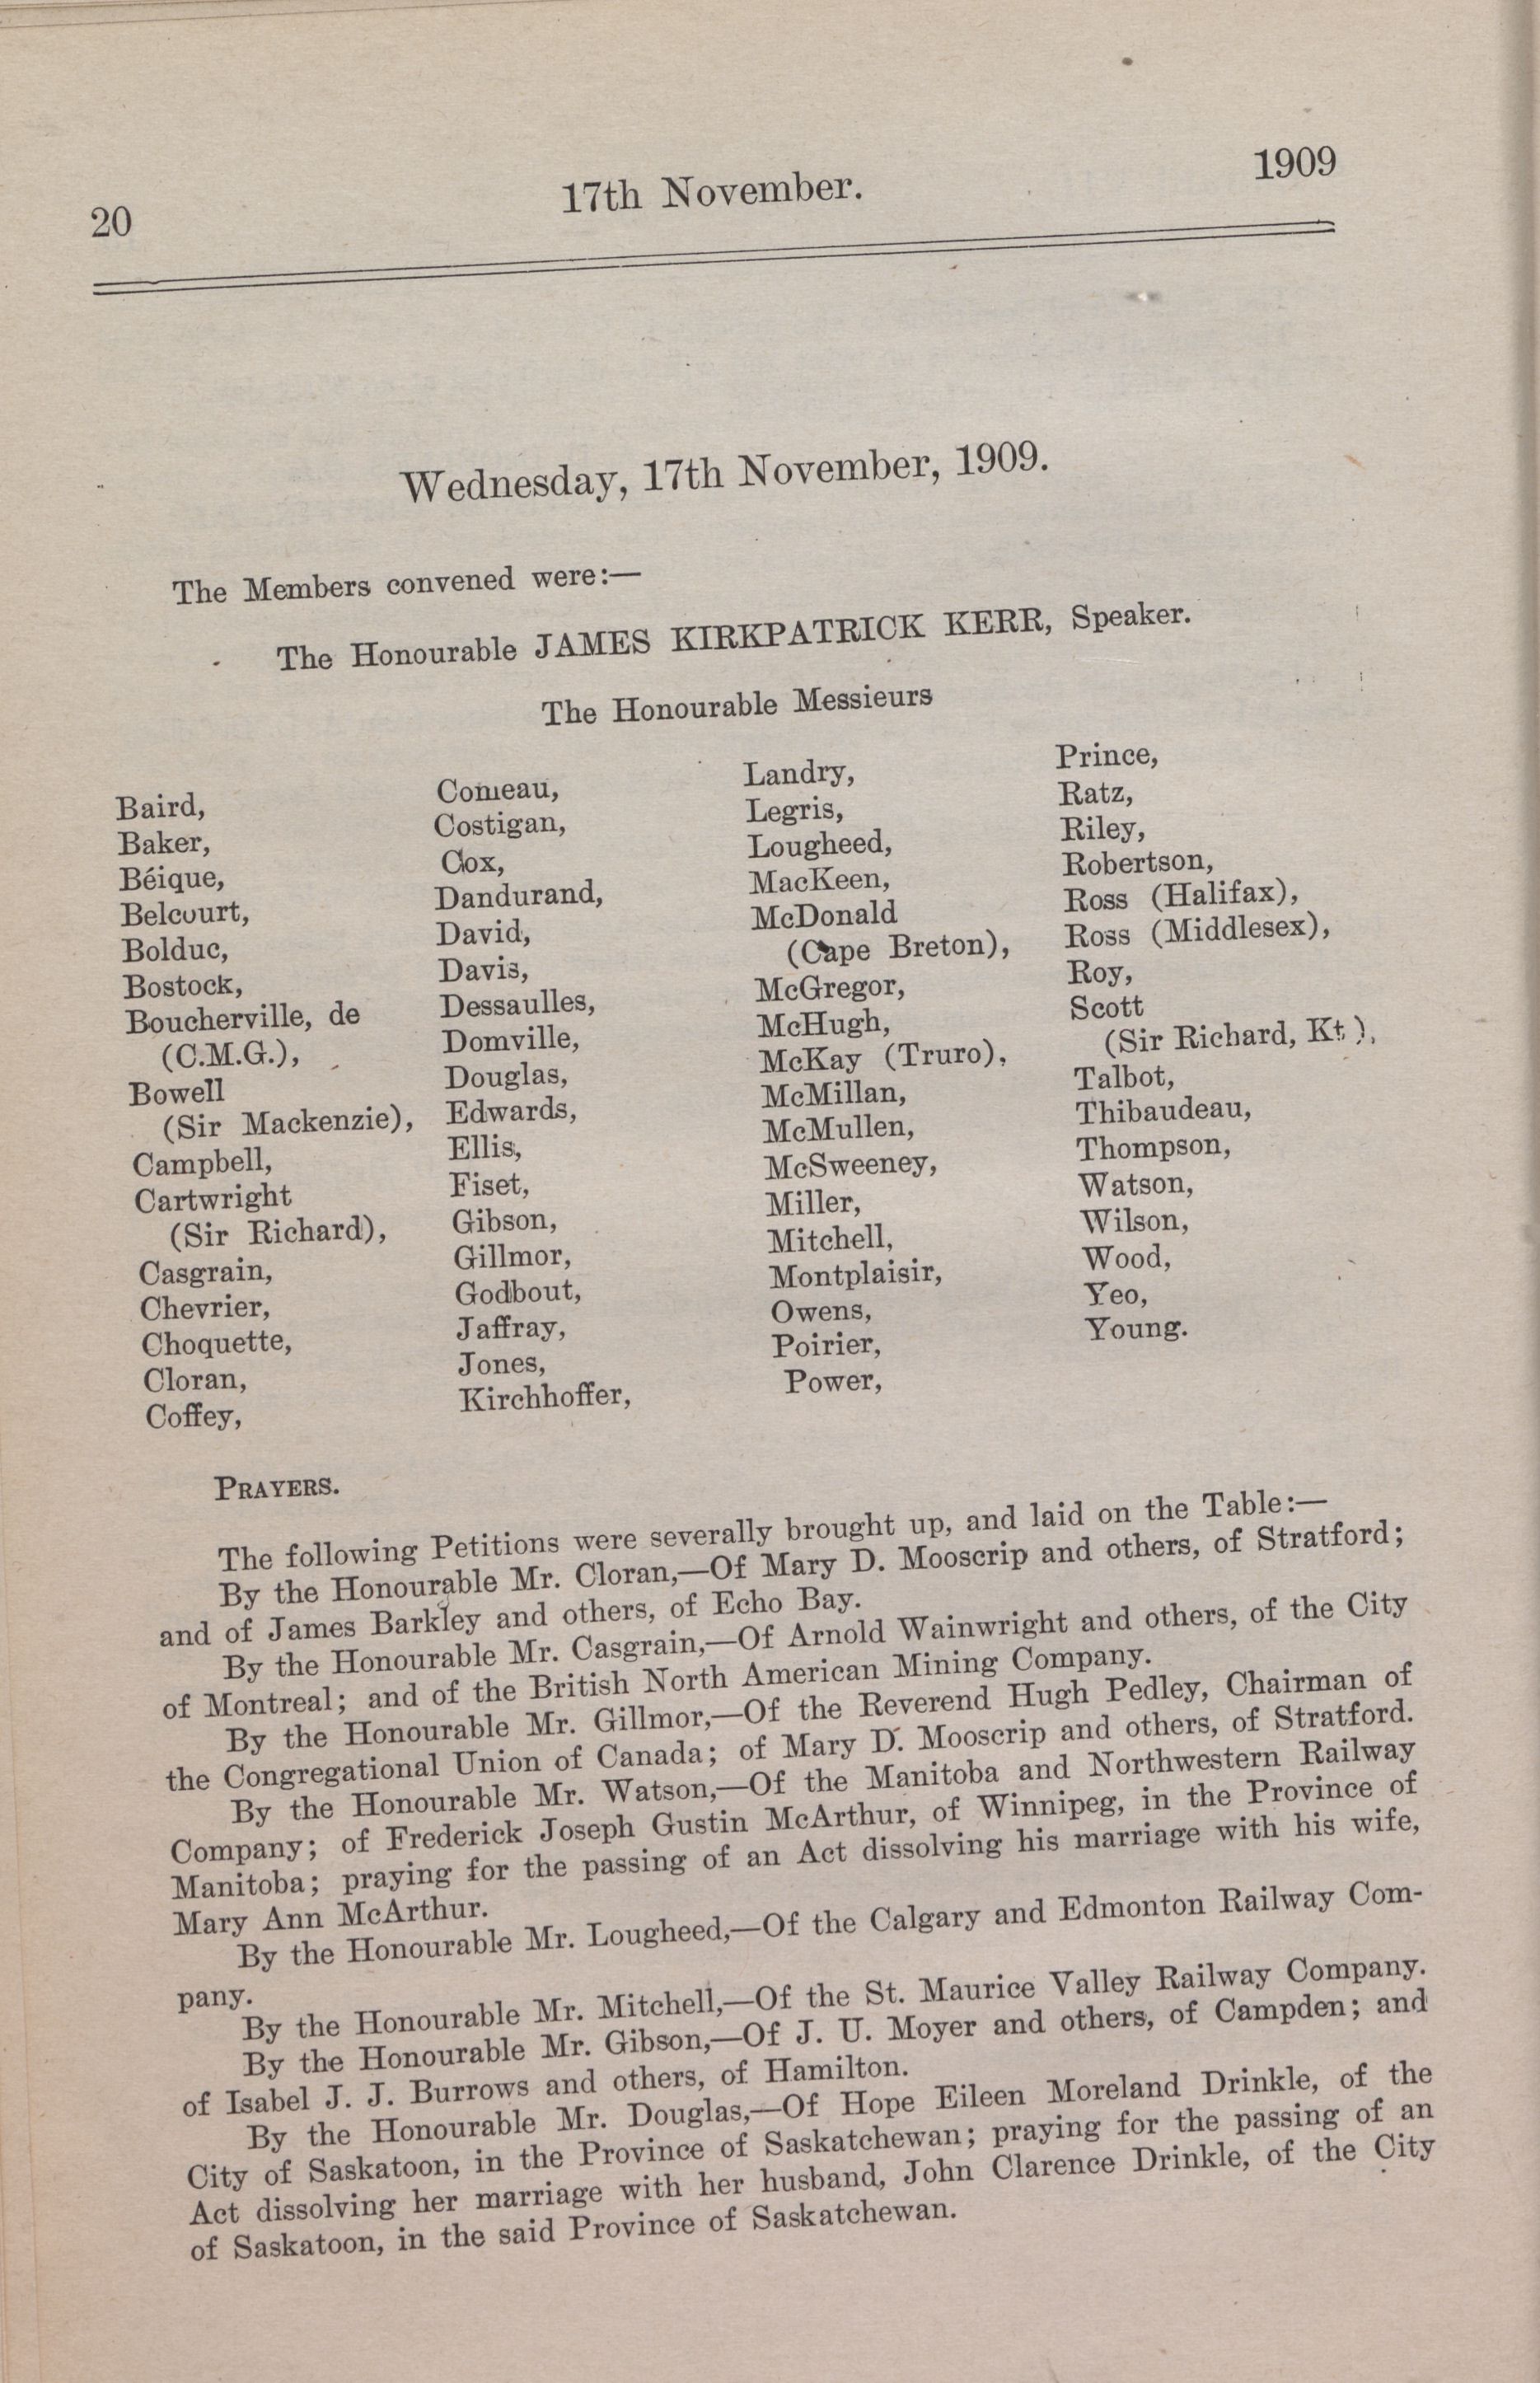 20
17th November.
1909
Wednesday, 17th November, 1909.
The Members convened were:—
The Honourable JAMES KIRKPATRICK KERR, Speaker.
The Honourable Messieurs
Baird,
Baker,
Béique,
Belcourt,
Bolduc,
Bostock,
Boucherville, de
(C.M.G.),
Bowell
(Sir Mackenzie),
Campbell,
Cartwright
(Sir Richard),
Casgrain,
Chevrier,
Choquette,
Cloran,
Coffey,
Comeau,
Costigan,
Cox,
Dandurand,
David,
Davis,
Dessaulles,
Domville,
Douglas,
Edwards,
Ellis,
Fiset,
Gibson,
Gillmor,
Godbout,
Jaffray,
Jones,
Kirchhoffer,
Landry,
Legris,
Lougheed,
MacKeen,
McDonald
(Cape Breton),
McGregor,
McHugh,
McKay (Truro),
McMillan,
McMullen,
McSweeney,
Miller,
Mitchell,
Montplaisir,
Owens,
Poirier,
Power,
Prince,
Ratz,
Riley,
Robertson,
Ross (Halifax),
Ross (Middlesex),
Roy,
Scott
(Sir Richard, Kt.),
Talbot,
Thibaudeau,
Thompson,
Watson,
Wilson,
Wood,
Yeo,
Young.
PRAYERS.
The following Petitions were severally brought up, and laid on the Table:—
By the Honourable Mr. Cloran,—Of Mary D. Mooscrip and others, of Stratford;
and of James Barkley and others, of Echo Bay.
By the Honourable Mr. Casgrain,—Of Arnold Wainwright and others, of the City
of Montreal; and of the British North American Mining Company.
By the Honourable Mr. Gillmor,—Of the Reverend Hugh Pedley, Chairman of
the Congregational Union of Canada; of Mary D. Mooscrip and others, of Stratford.
By the Honourable Mr. Watson,—Of the Manitoba and Northwestern Railway
Company; of Frederick Joseph Gustin McArthur, of Winnipeg, in the Province of
Manitoba; praying for the passing of an Act dissolving his marriage with his wife,
Mary Ann McArthur.
By the Honourable Mr. Lougheed,—Of the Calgary and Edmonton Railway Com-
pany.
By the Honourable Mr. Mitchell,—Of the St. Maurice Valley Railway Company.
By the Honourable Mr. Gibson,—Of J. U. Moyer and others, of Campden; and
of Isabel J. J. Burrows and others, of Hamilton.
By the Honourable Mr. Douglas,—Of Hope Eileen Moreland Drinkle, of the
City of Saskatoon, in the Province of Saskatchewan; praying for the passing of an
Act dissolving her marriage with her husband, John Clarence Drinkle, of the City
of Saskatoon, in the said Province of Saskatchewan.